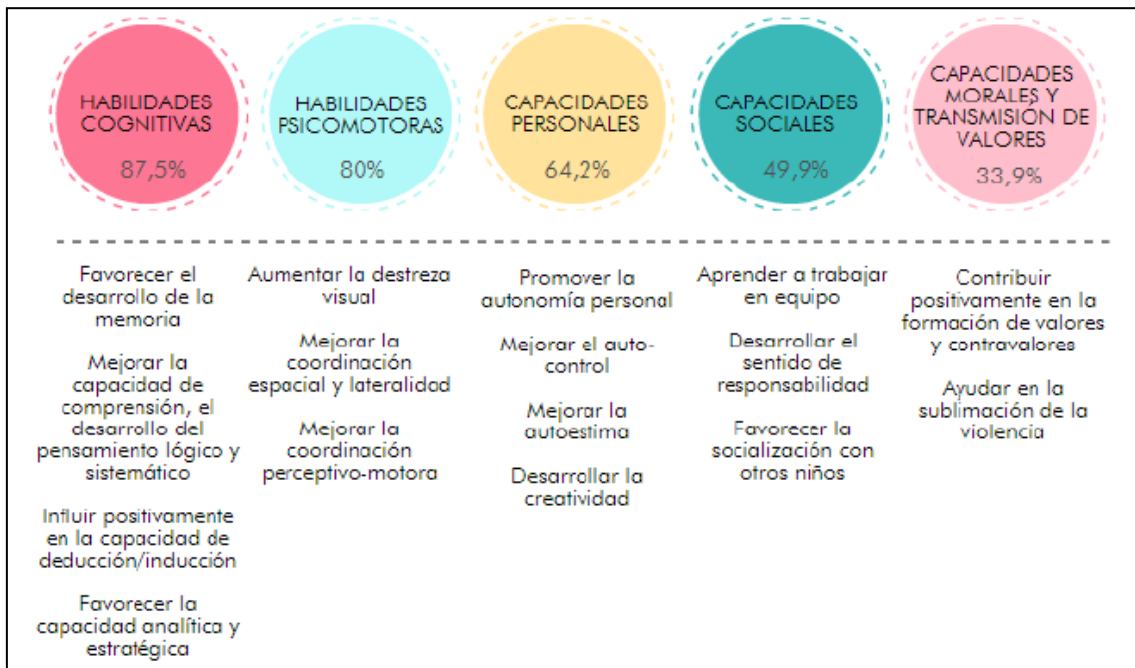 HABILIDADES
COGNITIVAS
87,5%
HABILIDADES
PSICOMOTORAS
80%
CAPACIDADES
PERSONALES
64,2%
CAPACIDADES
SOCIALES
49,9%
CAPACIDADES
MORALES Y
TRANSMISIÓN DE
VALORES
33,9%
Favorecer el
desarrollo de la
memoria
Mejorar la
capacidad de
comprensión, el
desarrollo del
pensamiento lógico y
sistemático
Influir positivamente
en la capacidad de
deducción/inducción
Favorecer la
capacidad analítica y
estratégica
Aumentar la destreza
visual
Mejorar la
coordinación
espacial y lateralidad
Mejorar la
coordinación
perceptivo-motora
Promover la
autonomía personal
Mejorar el auto-
control
Mejorar la
autoestima
Desarrollar la
creatividad
Aprender a trabajar
en equipo
Desarrollar el
sentido de
responsabilidad
Favorecer la
socialización con
otros niños
Contribuir
positivamente en la
formación de valores
y contravalores
Ayudar en la
sublimación de la
violencia